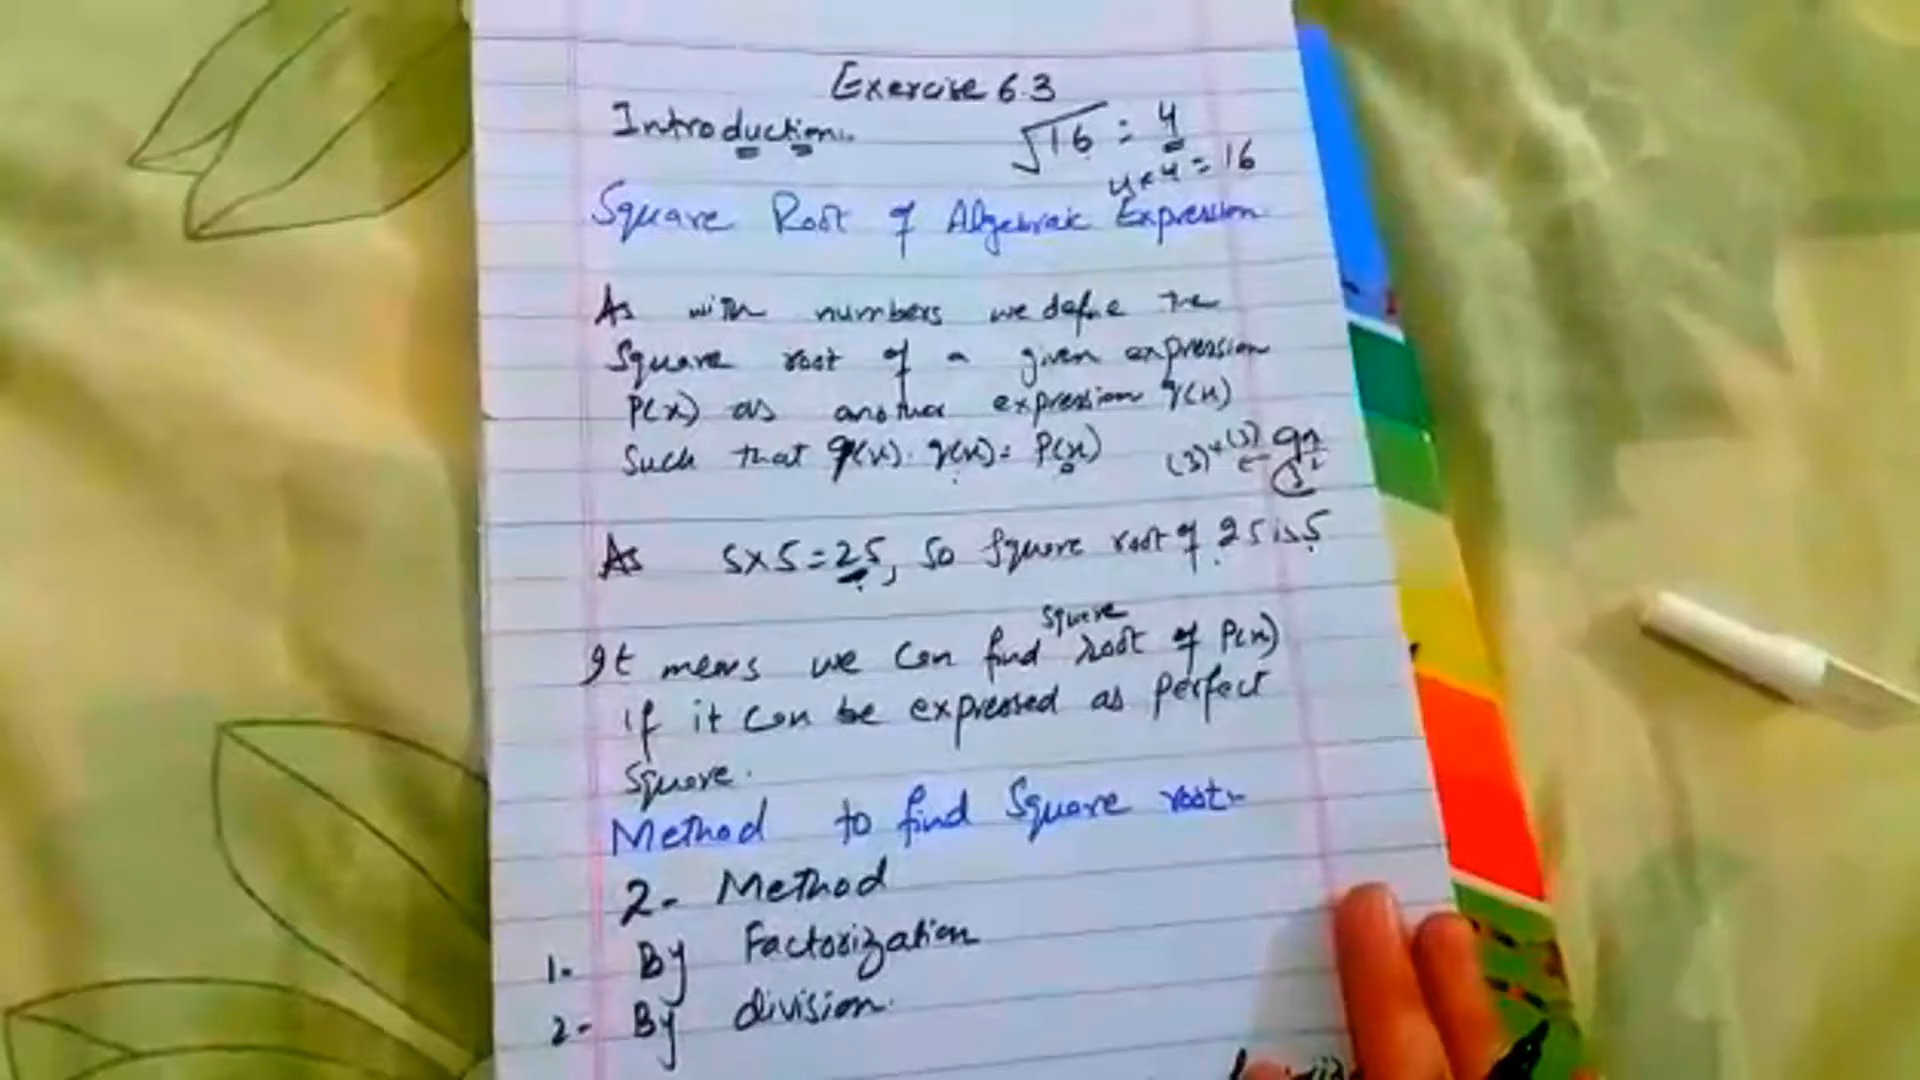 Exercise 6.3
Introduction.
√16 = 4
4×4 = 16
Square Root of Algebraic Expression.
As with numbers we define the
Square root of a given expression
P(x) as another expression q(x)
Such that q(x). q(x) = P(x)
As 5×5=25, so square root of 25 is 5
square
It means we can find root of P(x)
if it can be expressed as perfect
square.
Method to find Square root-
2- Method
1- By Factorization
2- By division.